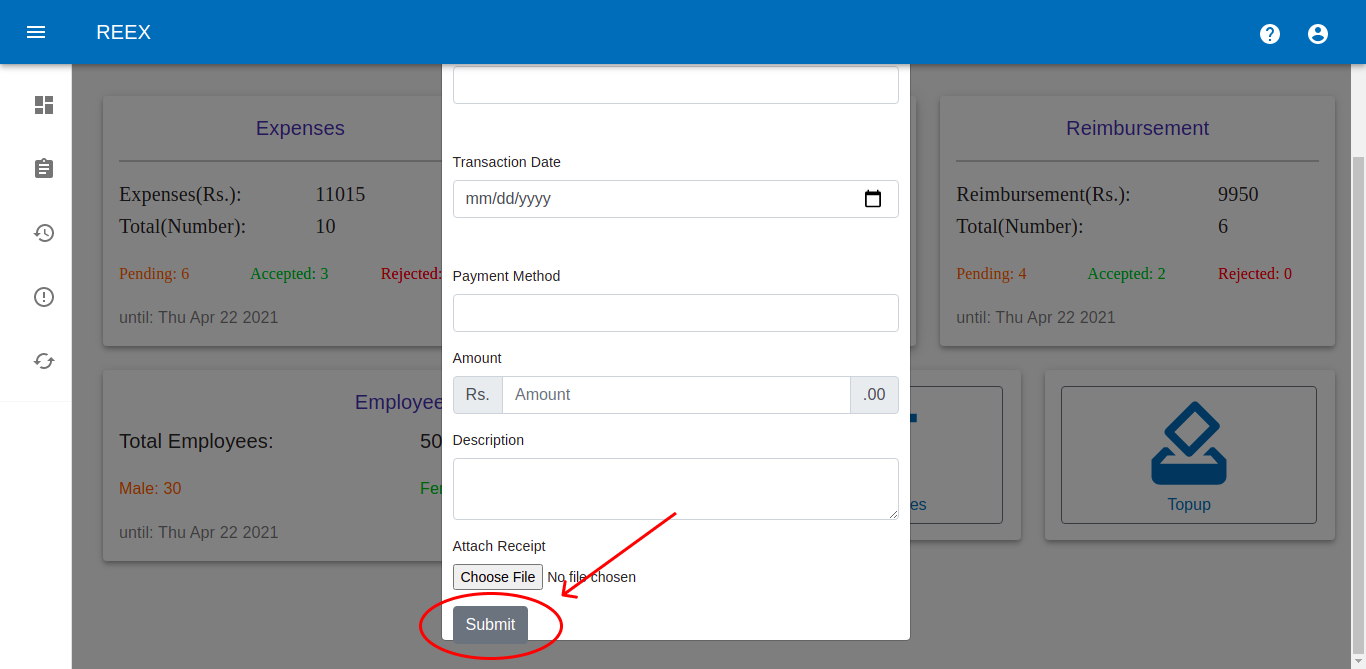 REEX
Expenses
Expenses(Rs.): 11015
Total(Number): 10
Pending: 6 Accepted: 3 Rejected:
until: Thu Apr 22 2021
Transaction Date
mm/dd/yyyy
Payment Method
Amount
Rs. Amount .00
Description
Attach Receipt
Choose File No file chosen
Submit
Reimbursement
Reimbursement(Rs.): 9950
Total(Number): 6
Pending: 4 Accepted: 2 Rejected: 0
until: Thu Apr 22 2021
Employee
Total Employees: 50
Male: 30 Fe
until: Thu Apr 22 2021
es
Topup